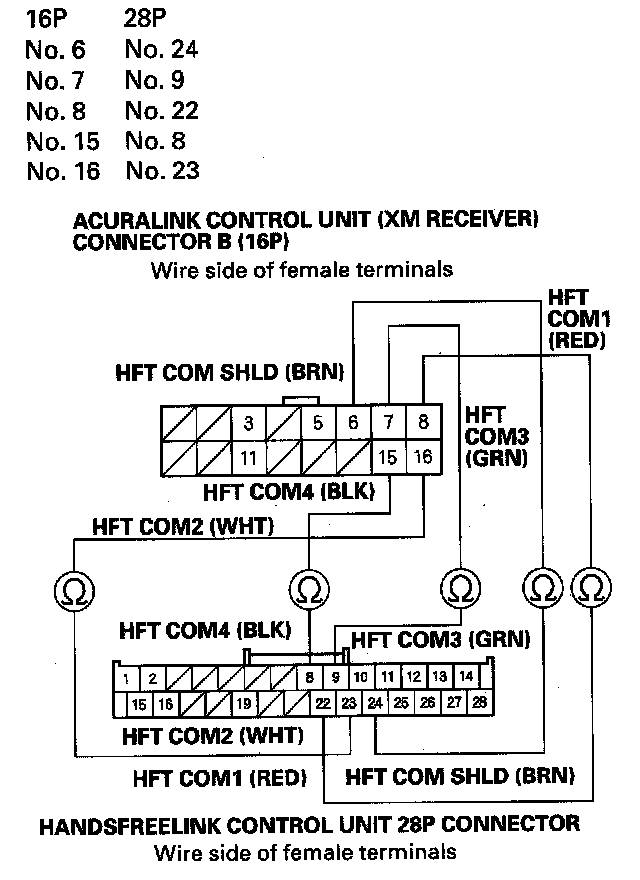 16P 28P
No. 6 No. 24
No. 7 No. 9
No. 8 No. 22
No. 15 No. 8
No. 16 No. 23
ACURALINK CONTROL UNIT (XM RECEIVER)
CONNECTOR B (16P)
Wire side of female terminals
HFT
COM1
(RED)
HFT COM SHLD (BRN)
3 5 6 7 8
HFT
COM3
(GRN)
11 15 16
HFT COM4 (BLK)
HFT COM2 (WHT)
Ω Ω Ω Ω Ω
HFT COM4 (BLK)
HFT COM3 (GRN)
1 2 8 9 10 11 12 13 14
15 16 19 22 23 24 25 26 27 28
HFT COM2 (WHT)
HFT COM1 (RED) HFT COM SHLD (BRN)
HANDSFREELINK CONTROL UNIT 28P CONNECTOR
Wire side of female terminals